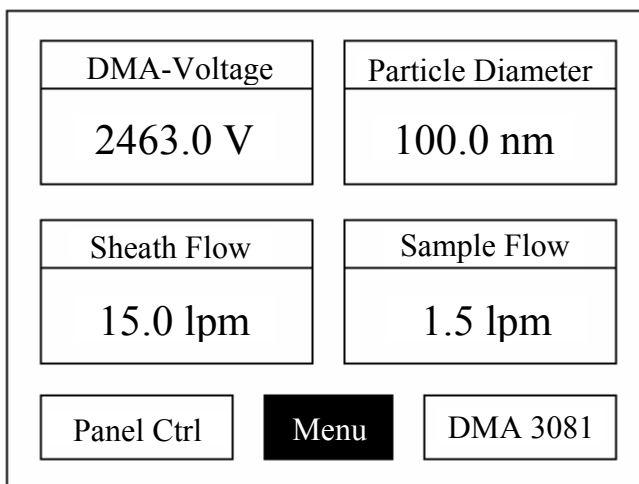 DMA-Voltage
2463.0 V
Particle Diameter
100.0 nm
Sheath Flow
15.0 lpm
Sample Flow
1.5 lpm
Panel Ctrl
Menu
DMA 3081